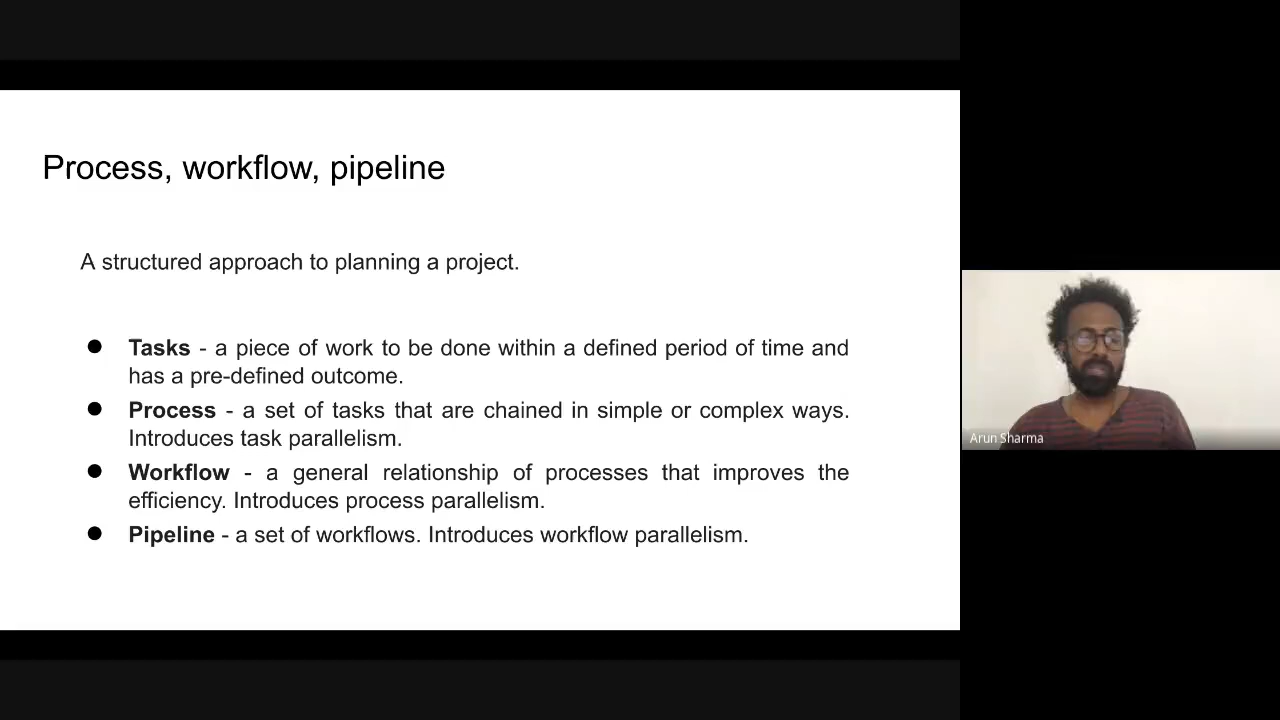 Process, workflow, pipeline
A structured approach to planning a project.
● Tasks - a piece of work to be done within a defined period of time and
has a pre-defined outcome.
● Process - a set of tasks that are chained in simple or complex ways.
Introduces task parallelism.
● Workflow - a general relationship of processes that improves the
efficiency. Introduces process parallelism.
● Pipeline - a set of workflows. Introduces workflow parallelism.
Arun Sharma